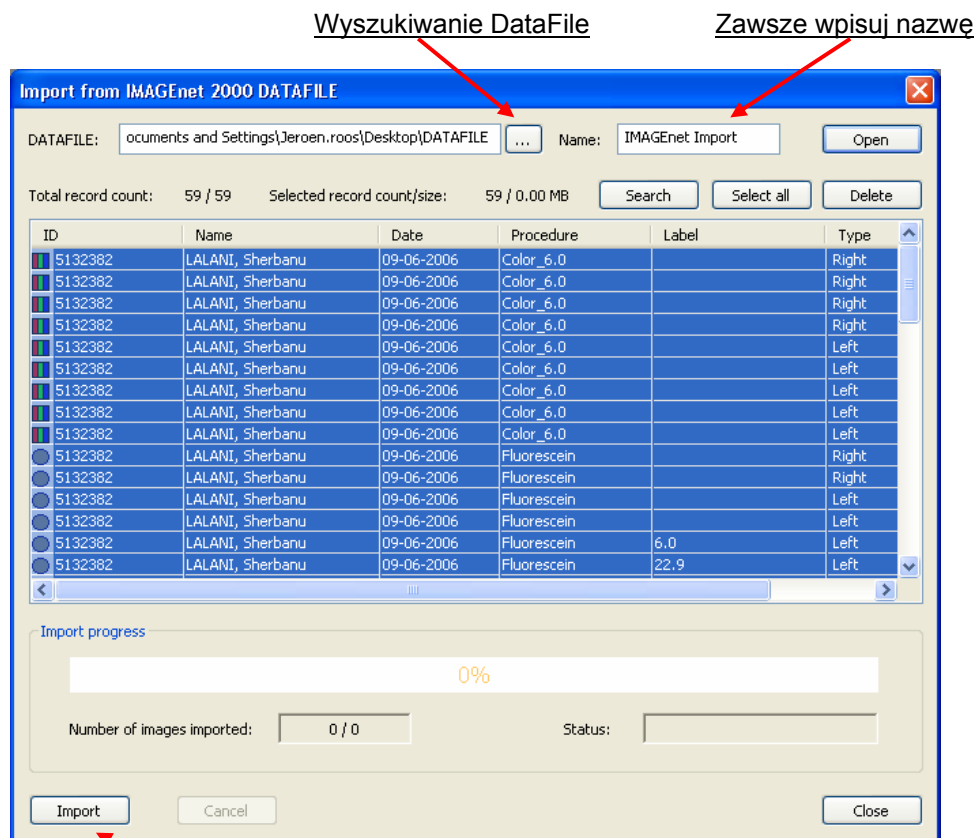 Wyszukiwanie DataFile Zawsze wpisuj nazwę
Import from IMAGEnet 2000 DATAFILE
DATAFILE: ocuments and Settings\Jeroen.roos\Desktop\DATAFILE ... Name: IMAGEnet Import Open
Total record count: 59 / 59 Selected record count/size: 59 / 0.00 MB Search Select all Delete
ID Name Date Procedure Label Type
5132382 LALANI, Sherbanu 09-06-2006 Color_6.0 Right
5132382 LALANI, Sherbanu 09-06-2006 Color_6.0 Right
5132382 LALANI, Sherbanu 09-06-2006 Color_6.0 Right
5132382 LALANI, Sherbanu 09-06-2006 Color_6.0 Right
5132382 LALANI, Sherbanu 09-06-2006 Color_6.0 Left
5132382 LALANI, Sherbanu 09-06-2006 Color_6.0 Left
5132382 LALANI, Sherbanu 09-06-2006 Color_6.0 Left
5132382 LALANI, Sherbanu 09-06-2006 Color_6.0 Left
5132382 LALANI, Sherbanu 09-06-2006 Color_6.0 Left
5132382 LALANI, Sherbanu 09-06-2006 Fluorescein Right
5132382 LALANI, Sherbanu 09-06-2006 Fluorescein Right
5132382 LALANI, Sherbanu 09-06-2006 Fluorescein Left
5132382 LALANI, Sherbanu 09-06-2006 Fluorescein Left
5132382 LALANI, Sherbanu 09-06-2006 Fluorescein 6.0 Left
5132382 LALANI, Sherbanu 09-06-2006 Fluorescein 22.9 Left
Import progress
0%
Number of images imported: 0 / 0 Status:
Import Cancel Close